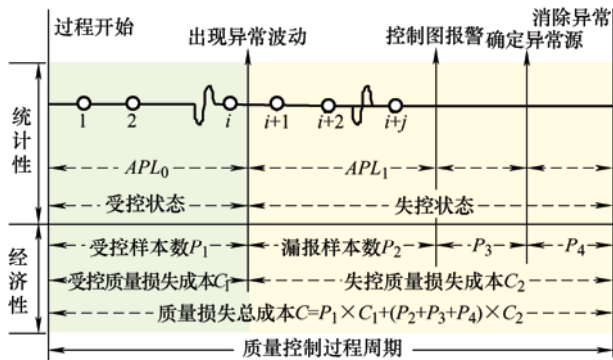 过程开始
出现异常波动
控制图报警
确定异常源
消除异常
统计性
1 2 i i+1 i+2 i+j
APL₀ APL₁
受控状态 失控状态
经济性
受控样本数P₁ 漏报样本数P₂ P₃ P₄
受控质量损失成本C₁ 失控质量损失成本C₂
质量损失总成本C=P₁×C₁+(P₂+P₃+P₄)×C₂
质量控制过程周期